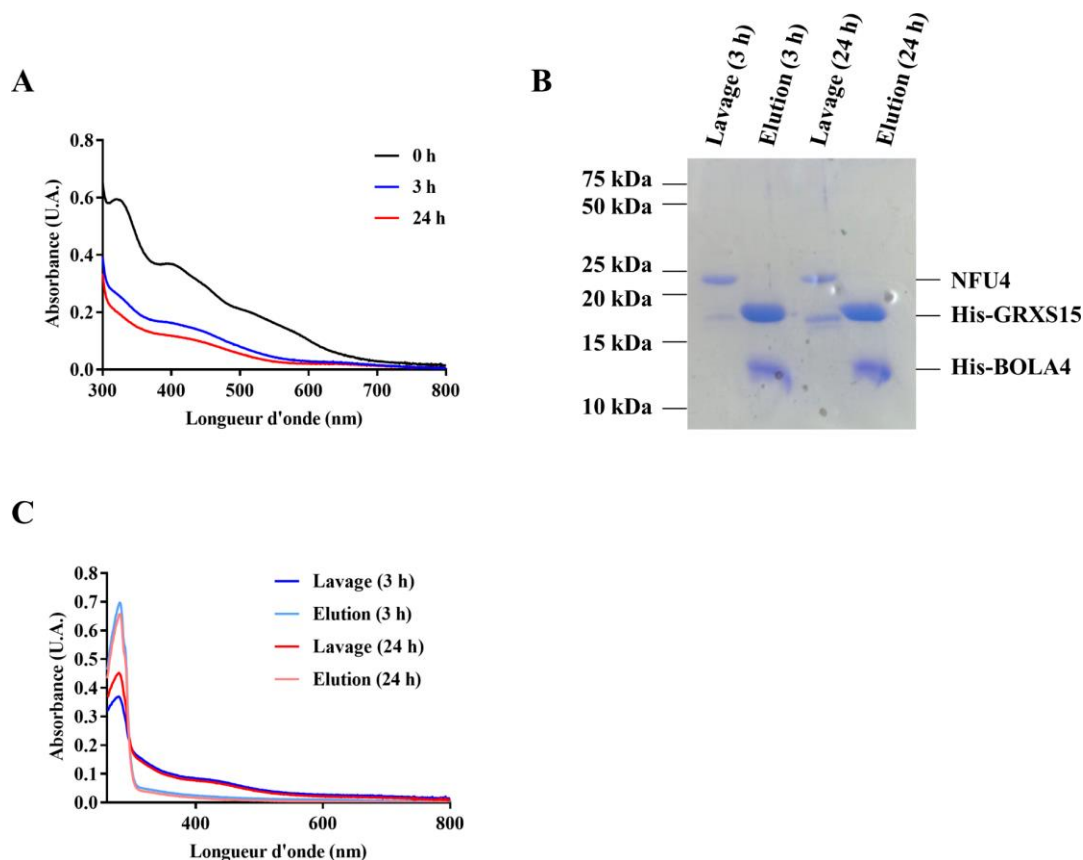 A
0.8
0.6
0.4
0.2
0.0
300
400
500
600
700
800
Absorbance (U.A.)
Longueur d'onde (nm)
0 h
3 h
24 h
B
Lavage (3 h)
Elution (3 h)
Lavage (24 h)
Elution (24 h)
75 kDa
50 kDa
25 kDa
20 kDa
15 kDa
10 kDa
NFU4
His-GRXS15
His-BOLA4
C
0.8
0.7
0.6
0.5
0.4
0.3
0.2
0.1
0.0
400
600
800
Absorbance (U.A.)
Longueur d'onde (nm)
Lavage (3 h)
Elution (3 h)
Lavage (24 h)
Elution (24 h)